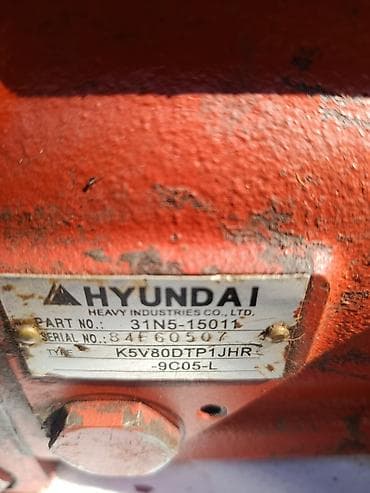 HYUNDAI
HEAVY INDUSTRIES CO., LTD.
PART NO.: 31N5-15011
SERIAL NO.: 84F60507
TYPE K5V80DTP1JHR
-9C05-L